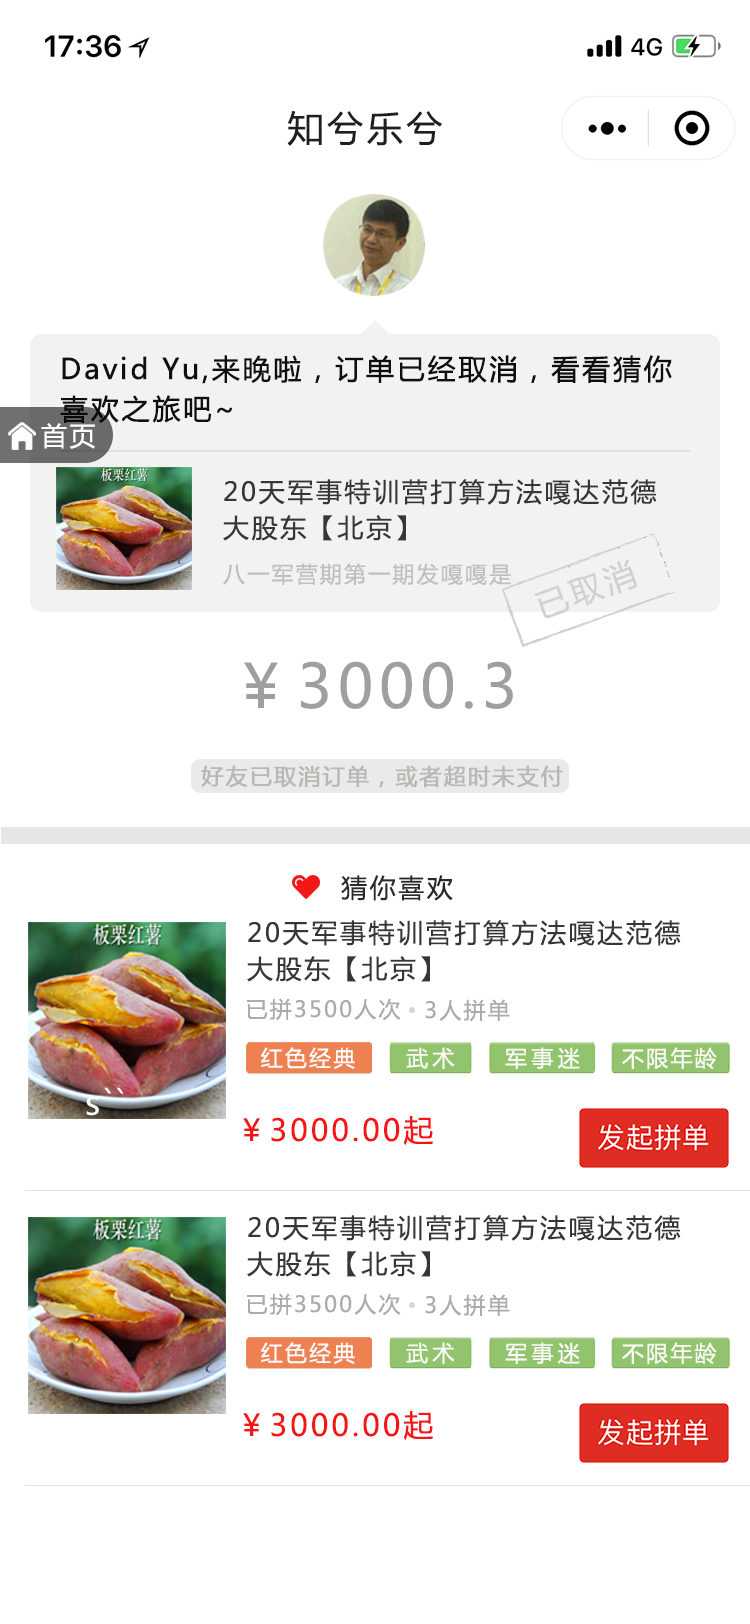 17:36
4G
知兮乐兮
David Yu,来晚啦，订单已经取消，看看猜你
喜欢之旅吧~
首页
板栗红薯
20天军事特训营打算方法嘎达范德
大股东【北京】
八一军营期第一期发嘎嘎是
已取消
¥ 3000.3
好友已取消订单，或者超时未支付
猜你喜欢
板栗红薯
20天军事特训营打算方法嘎达范德
大股东【北京】
已拼3500人次 • 3人拼单
红色经典 武术 军事迷 不限年龄
s``
¥ 3000.00起
发起拼单
板栗红薯
20天军事特训营打算方法嘎达范德
大股东【北京】
已拼3500人次 • 3人拼单
红色经典 武术 军事迷 不限年龄
¥ 3000.00起
发起拼单